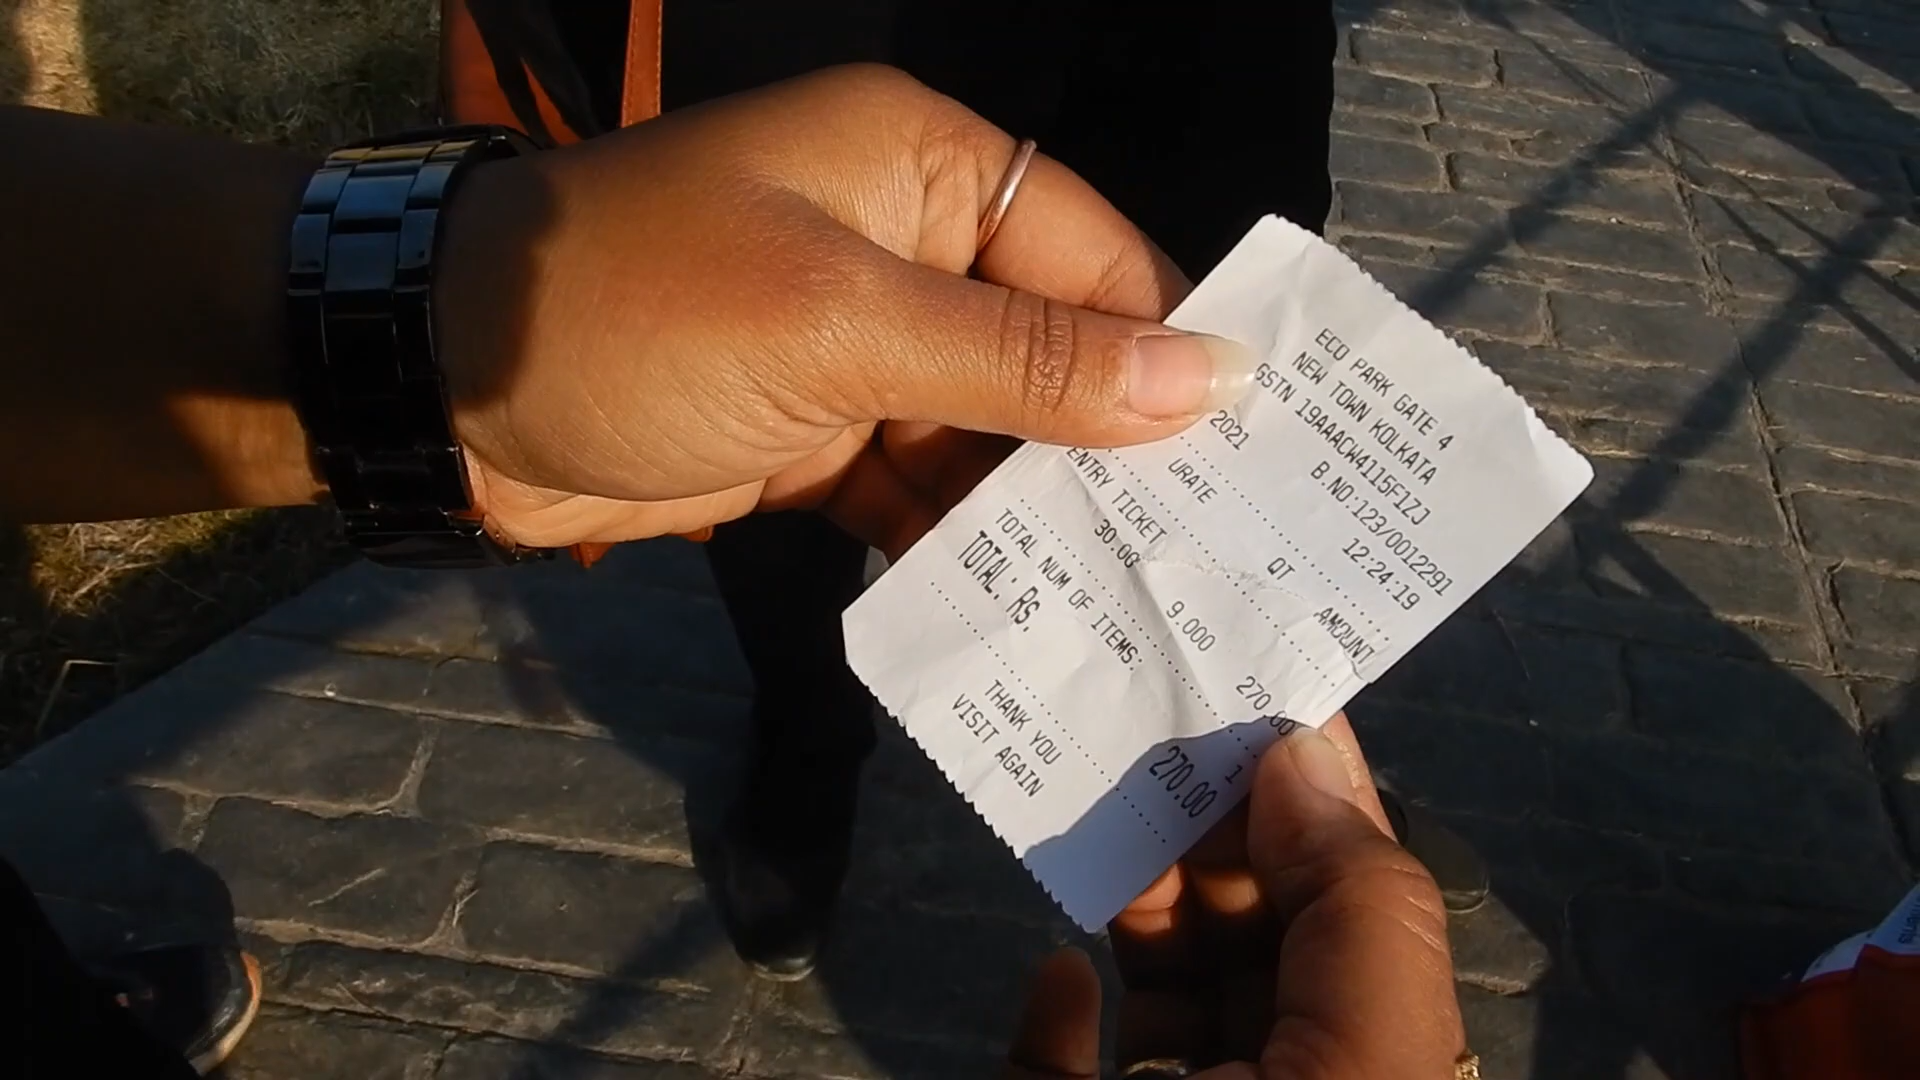 ECO PARK GATE 4
NEW TOWN KOLKATA
GSTN 19AAACW4115F1ZJ
B.NO:123/0012291
2021 12:24:19
URATE QT AMOUNT
ENTRY TICKET
30.00 9.000 270.00
TOTAL NUM OF ITEMS: 1
TOTAL: RS. 270.00
THANK YOU
VISIT AGAIN